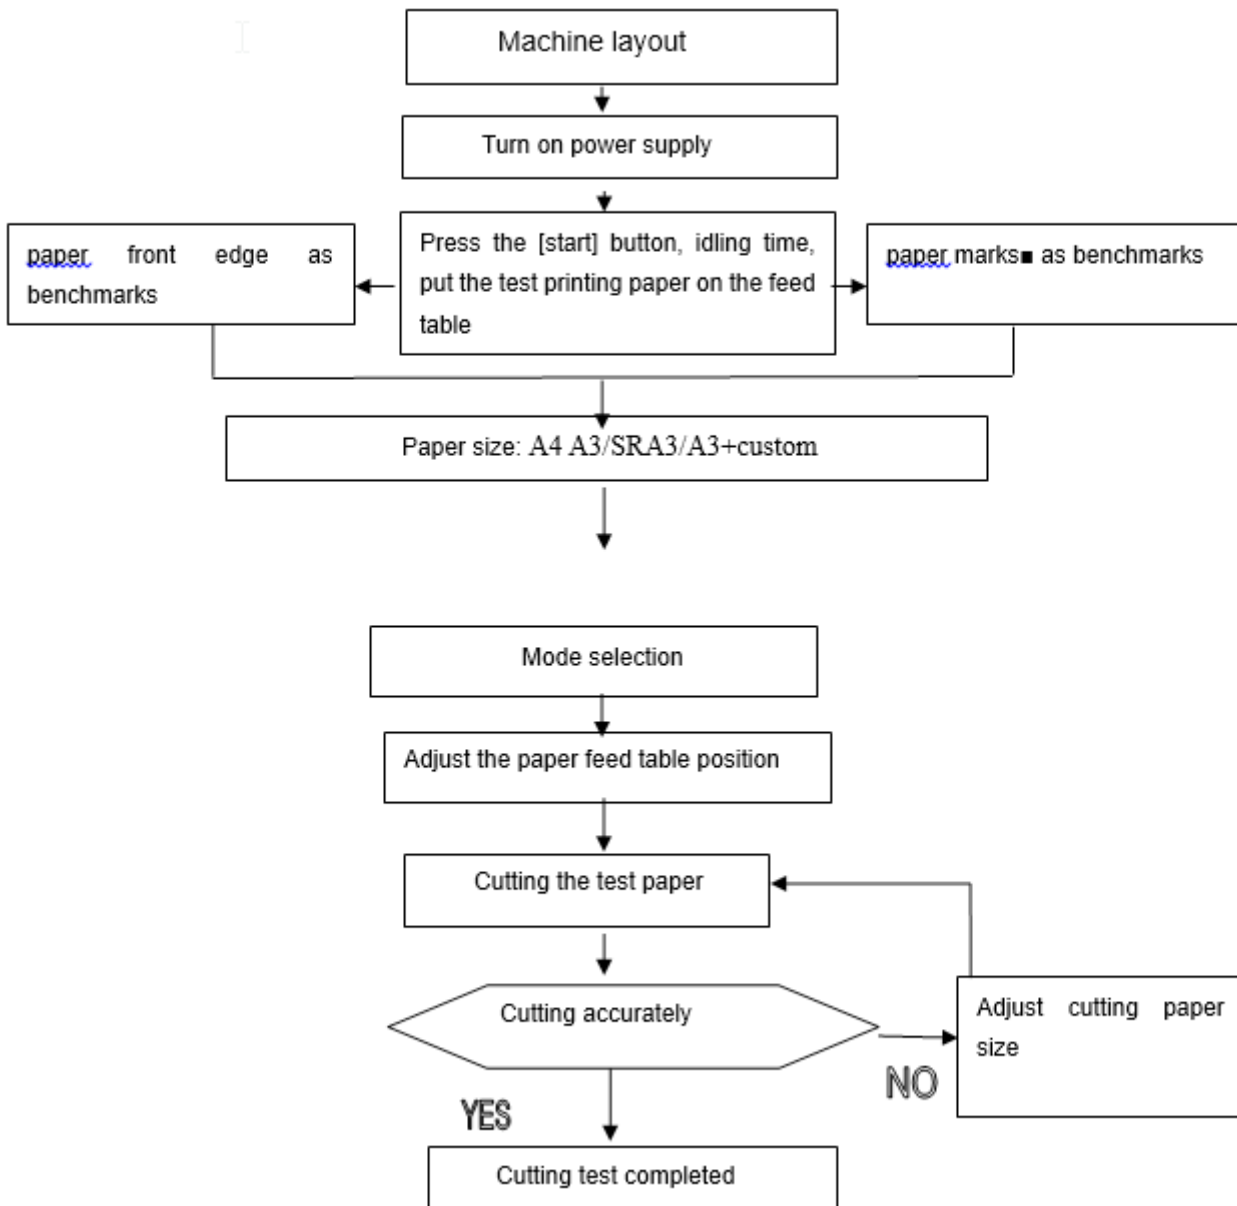 Machine layout
Turn on power supply
paper front edge as
benchmarks
Press the [start] button, idling time,
put the test printing paper on the feed
table
paper marks■ as benchmarks
Paper size: A4 A3/SRA3/A3+custom
Mode selection
Adjust the paper feed table position
Cutting the test paper
Cutting accurately
Adjust cutting paper
size
NO
YES
Cutting test completed